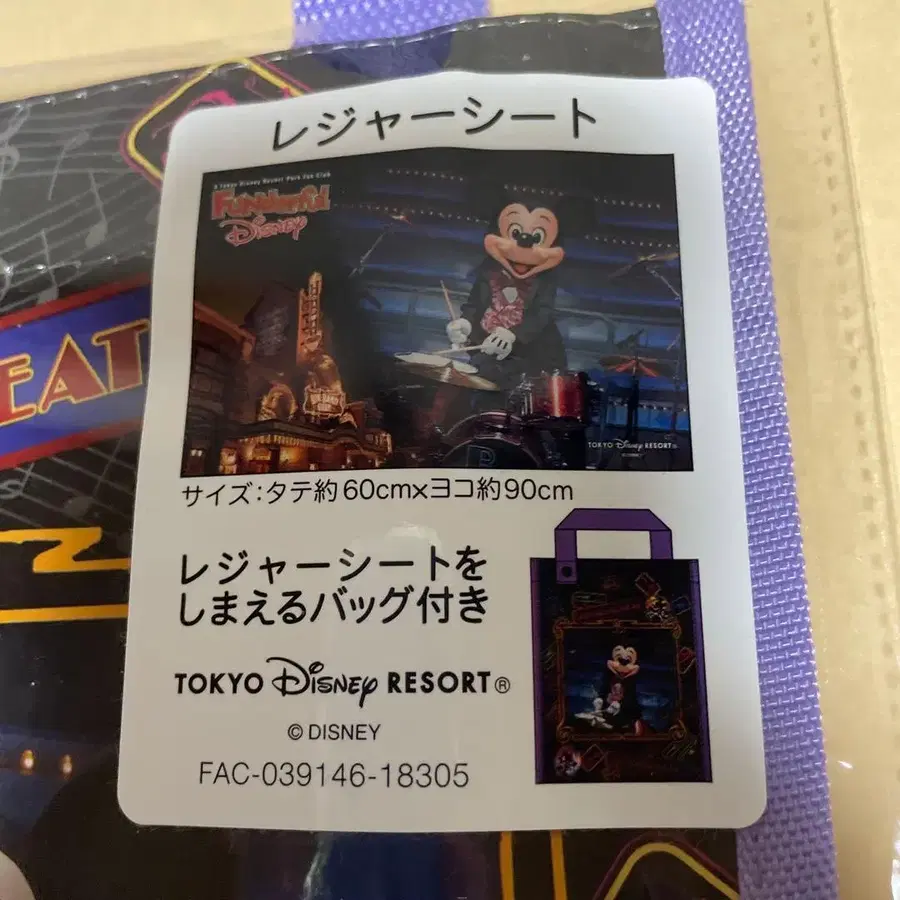 レジャーシート
A Tokyo Disney Resort Park Fan Club
FUNderful
Disney
TOKYO Disney RESORT®
サイズ:タテ約60cm×ヨコ約90cm
レジャーシートを
しまえるバッグ付き
TOKYO Disney RESORT®
© DISNEY
FAC-039146-18305
EAT